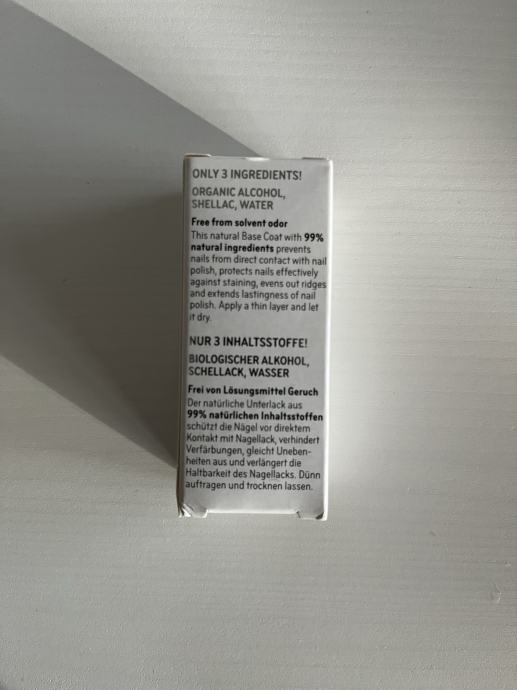 ONLY 3 INGREDIENTS!
ORGANIC ALCOHOL,
SHELLAC, WATER
Free from solvent odor
This natural Base Coat with 99%
natural ingredients prevents
nails from direct contact with nail
polish, protects nails effectively
against staining, evens out ridges
and extends lastingness of nail
polish. Apply a thin layer and let
it dry.
NUR 3 INHALTSSTOFFE!
BIOLOGISCHER ALKOHOL,
SCHELLACK, WASSER
Frei von Lösungsmittel Geruch
Der natürliche Unterlack aus
99% natürlichen Inhaltsstoffen
schützt die Nägel vor direktem
Kontakt mit Nagellack, verhindert
Verfärbungen, gleicht Uneben-
heiten aus und verlängert die
Haltbarkeit des Nagellacks. Dünn
auftragen und trocknen lassen.